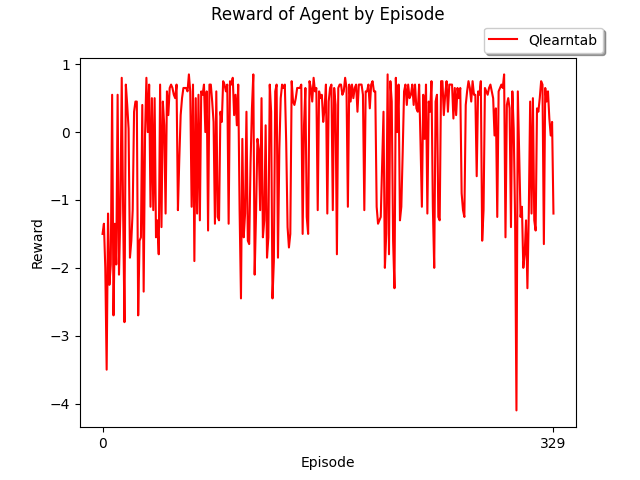 Reward of Agent by Episode
Qlearntab
1
0
−1
−2
−3
−4
Reward
0
329
Episode